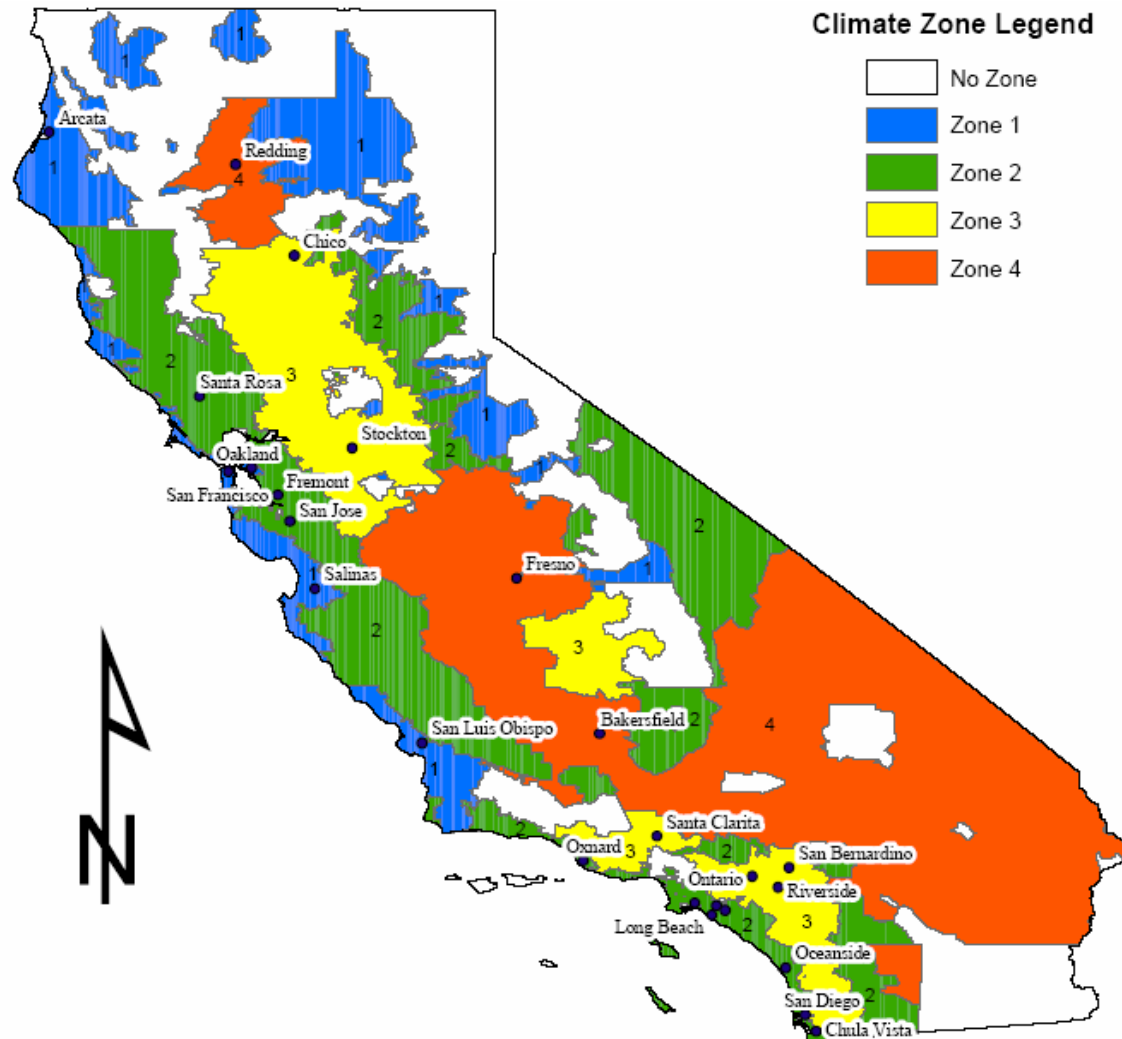 Climate Zone Legend
No Zone
Zone 1
Zone 2
Zone 3
Zone 4
1
1
Arcata
1
Redding
1
4
Chico
1
2
1
2
3
Santa Rosa
1
Stockton
2
Oakland
1
San Francisco
Fremont
San Jose
2
Fresno
1
1
Salinas
2
3
Bakersfield
2
4
San Luis Obispo
1
N
2
Santa Clarita
Oxnard
3
2
San Bernardino
Ontario
Riverside
Long Beach
2
3
Oceanside
San Diego
2
Chula Vista